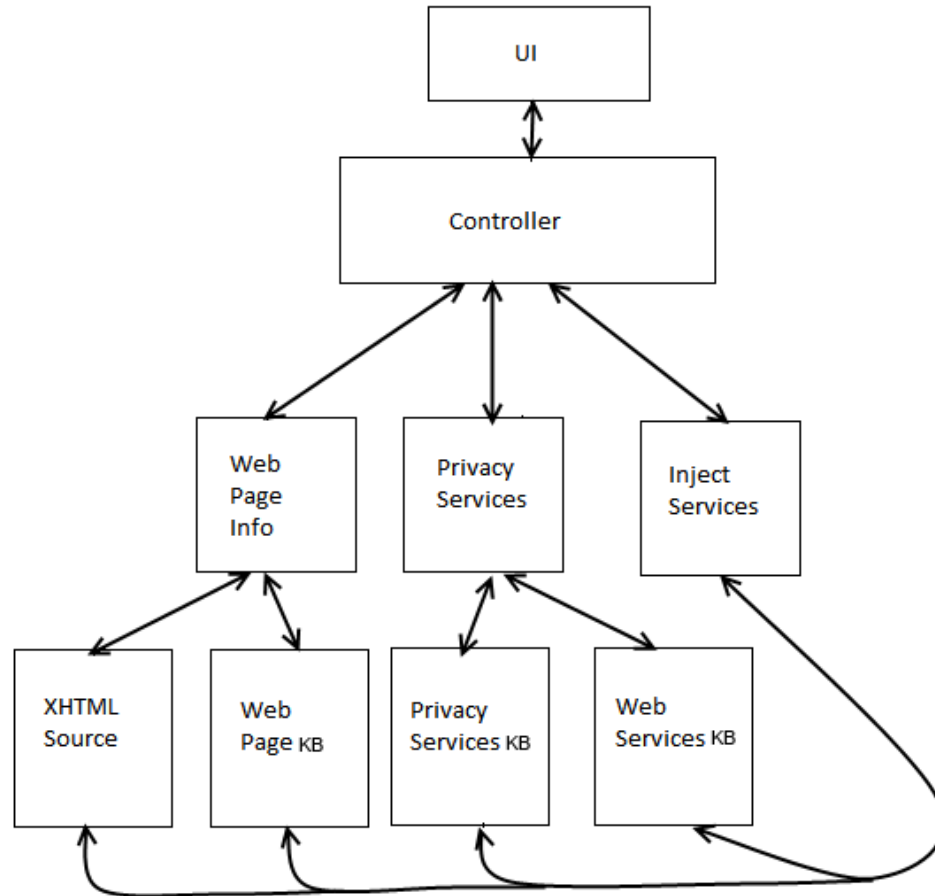 UI
Controller
Web
Page
Info
Privacy
Services
Inject
Services
XHTML
Source
Web
Page KB
Privacy
Services KB
Web
Services KB